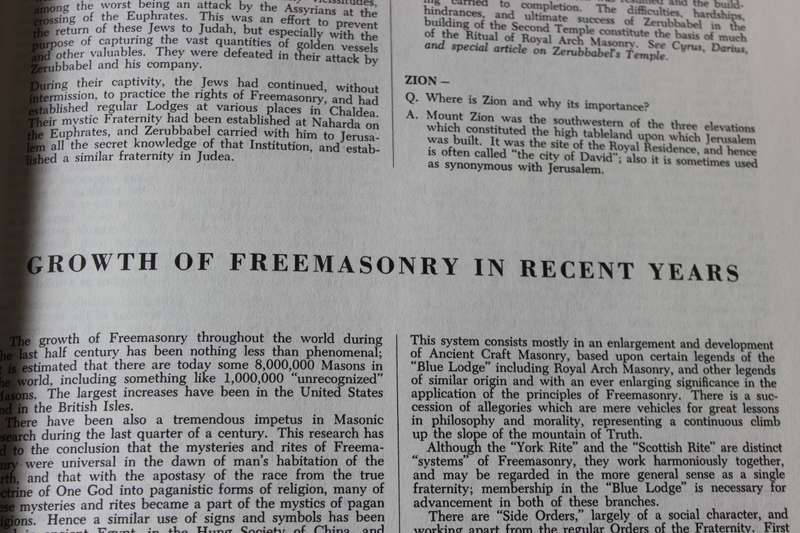 among the worst being an attack by the Assyrians at the
crossing of the Euphrates. This was an effort to prevent
the return of these Jews to Judah, but especially with the
purpose of capturing the vast quantities of golden vessels
and other valuables. They were defeated in their attack by
Zerubbabel and his company.
During their captivity, the Jews had continued, without
intermission, to practice the rights of Freemasonry, and had
established regular Lodges at various places in Chaldea.
Their mystic Fraternity had been established at Naharda on
the Euphrates, and Zerubbabel carried with him to Jerusa-
lem all the secret knowledge of that Institution, and estab-
lished a similar fraternity in Judea.
ing carried to completion. The difficulties, hardships,
hindrances, and ultimate success of Zerubbabel in the
building of the Second Temple constitute the basis of much
of the Ritual of Royal Arch Masonry. See Cyrus, Darius,
and special article on Zerubbabel's Temple.
ZION –
Q. Where is Zion and why its importance?
A. Mount Zion was the southwestern of the three elevations
which constituted the high tableland upon which Jerusalem
was built. It was the site of the Royal Residence, and hence
is often called "the city of David"; also it is sometimes used
as synonymous with Jerusalem.
GROWTH OF FREEMASONRY IN RECENT YEARS
The growth of Freemasonry throughout the world during
the last half century has been nothing less than phenomenal;
it is estimated that there are today some 8,000,000 Masons in
the world, including something like 1,000,000 "unrecognized"
Masons. The largest increases have been in the United States
and in the British Isles.
There have been also a tremendous impetus in Masonic
research during the last quarter of a century. This research has
led to the conclusion that the mysteries and rites of Freema-
sonry were universal in the dawn of man's habitation of the
earth, and that with the apostasy of the race from the true
doctrine of One God into paganistic forms of religion, many of
these mysteries and rites became a part of the mystics of pagan
religions. Hence a similar use of signs and symbols has been
in ancient Egypt, in the Hung Society of China, and
This system consists mostly in an enlargement and development
of Ancient Craft Masonry, based upon certain legends of the
"Blue Lodge" including Royal Arch Masonry, and other legends
of similar origin and with an ever enlarging significance in the
application of the principles of Freemasonry. There is a suc-
cession of allegories which are mere vehicles for great lessons
in philosophy and morality, representing a continuous climb
up the slope of the mountain of Truth.
Although the "York Rite" and the "Scottish Rite" are distinct
"systems" of Freemasonry, they work harmoniously together,
and may be regarded in the more general sense as a single
fraternity; membership in the "Blue Lodge" is necessary for
advancement in both of these branches.
There are "Side Orders," largely of a social character, and
working apart from the regular Orders of the Fraternity. First